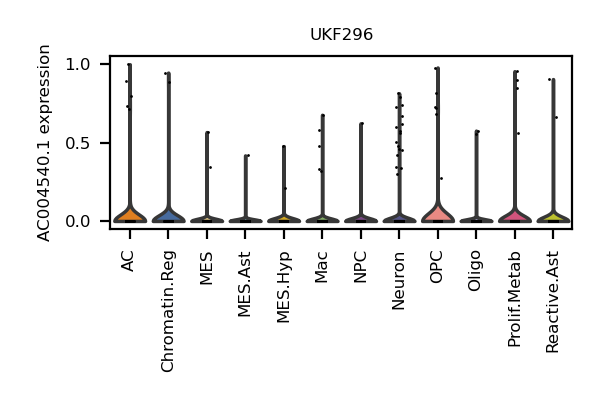 UKF296
AC004540.1 expression
1.0
0.5
0.0
AC
Chromatin.Reg
MES
MES.Ast
MES.Hyp
Mac
NPC
Neuron
OPC
Oligo
Prolif.Metab
Reactive.Ast